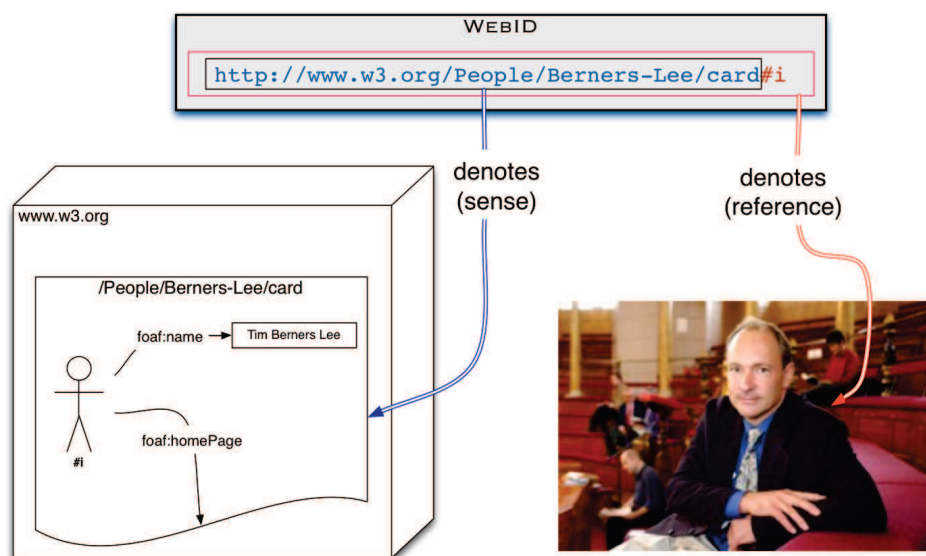 WEBID
http://www.w3.org/People/Berners-Lee/card#i
denotes
(sense)
denotes
(reference)
www.w3.org
/People/Berners-Lee/card
foaf:name
Tim Berners Lee
foaf:homePage
#i